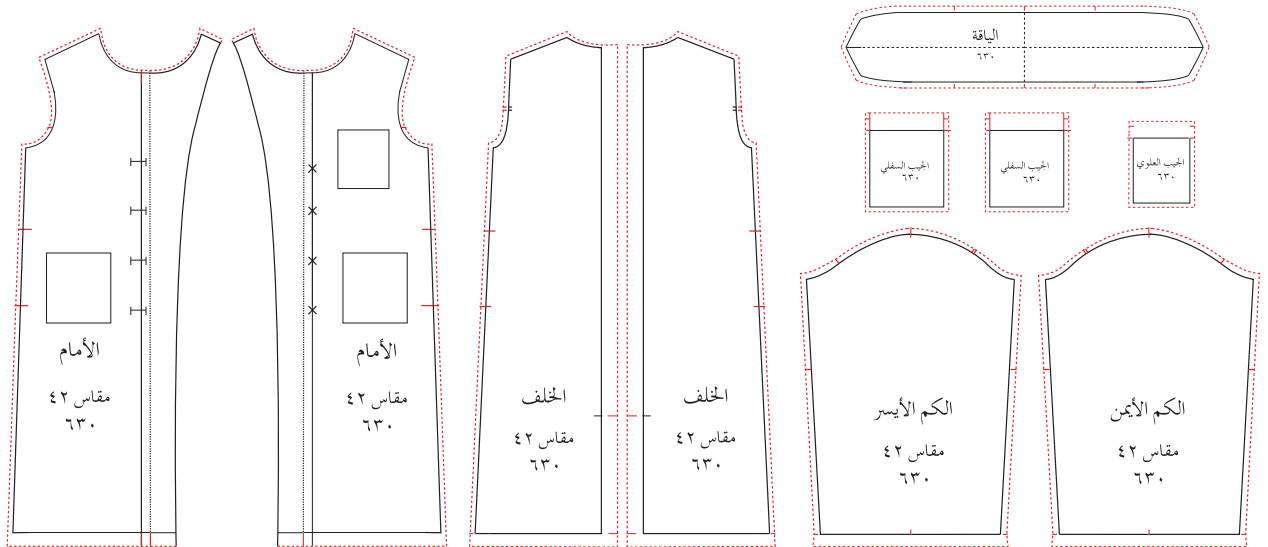 الياقة
٦٣٠
الجيب العلوي
٦٣٠
الجيب السفلي
٦٣٠
الجيب السفلي
٦٣٠
الكم الأيمن
مقاس ٤٢
٦٣٠
الكم الأيسر
مقاس ٤٢
٦٣٠
الخلف
مقاس ٤٢
٦٣٠
الخلف
مقاس ٤٢
٦٣٠
الأمام
مقاس ٤٢
٦٣٠
الأمام
مقاس ٤٢
٦٣٠